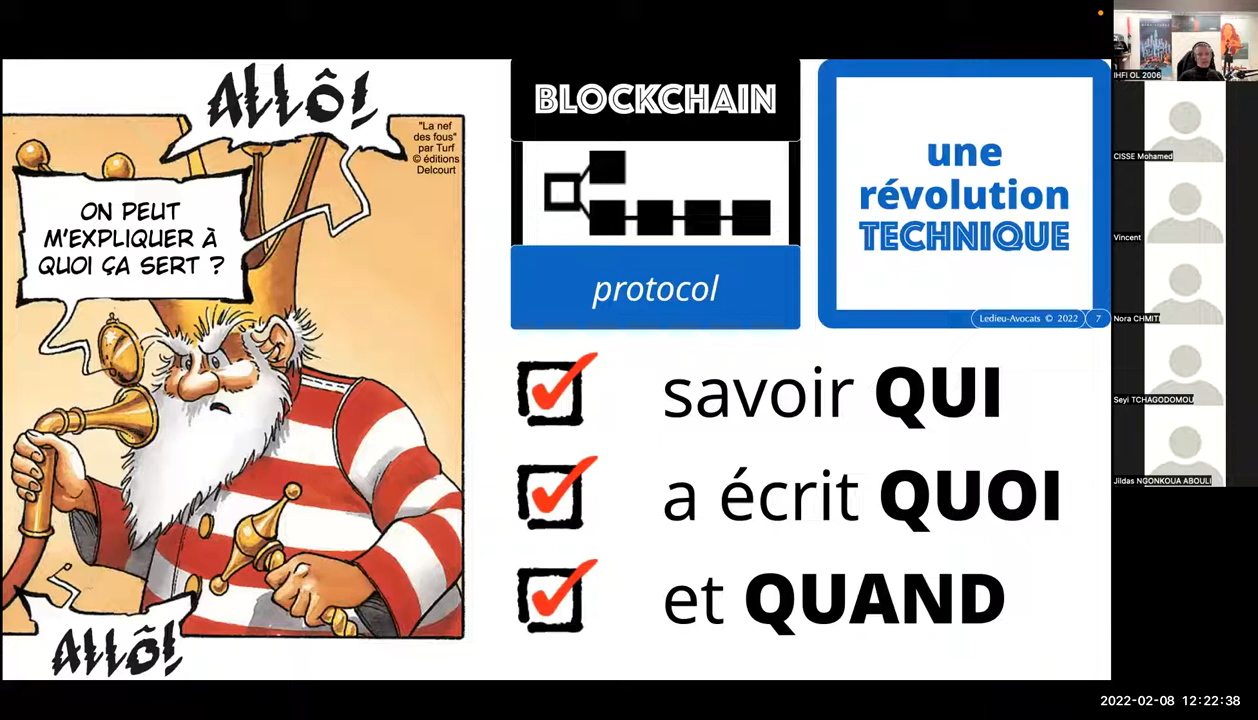 ALLÔ!
"La nef
des fous"
par Turf
© éditions
Delcourt
ON PEUT
M'EXPLIQUER À
QUOI ÇA SERT ?
ALLÔ!
BLOCKCHAIN
protocol
une
révolution
TECHNIQUE
Ledieu-Avocats © 2022 7
savoir QUI
a écrit QUOI
et QUAND
IHFI OL 2006
CISSE Mohamed
Vincent
Nora CHMITI
Seyi TCHAGODOMOU
Jildas NGONKOUA ABOULI
2022-02-08 12:22:38